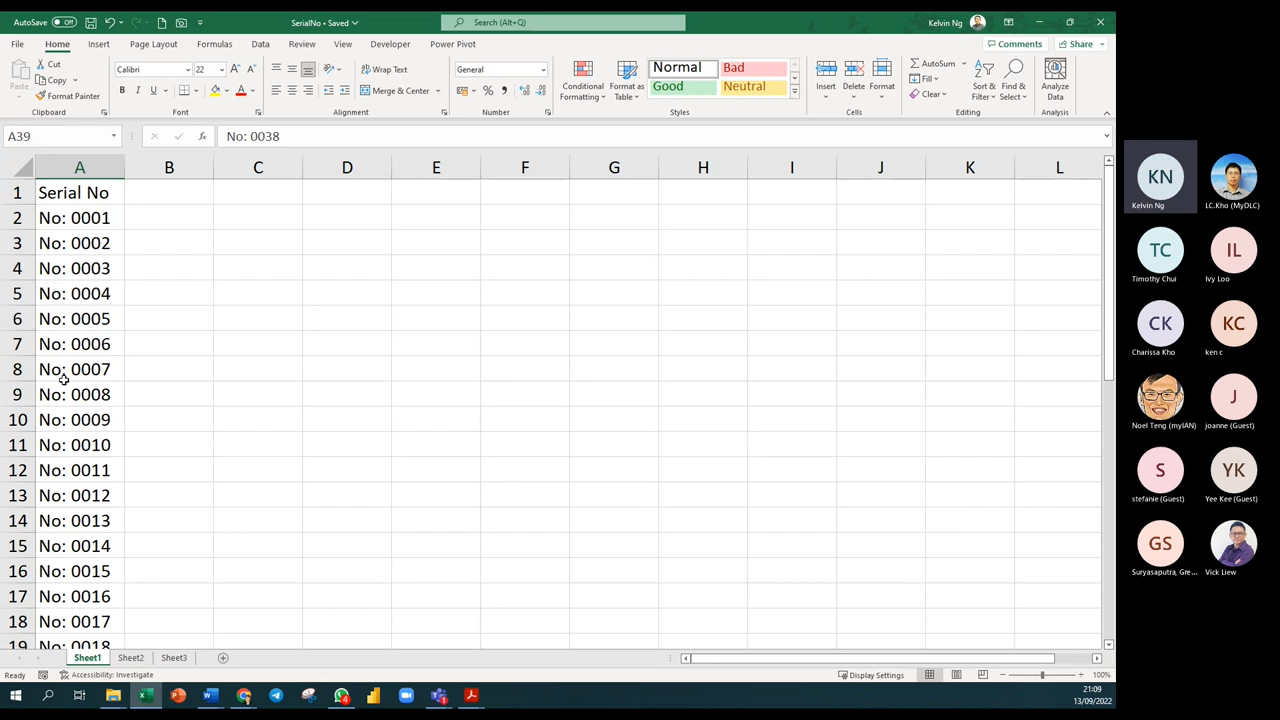 AutoSave Off
SerialNo • Saved
Search (Alt+Q)
Kelvin Ng
File Home Insert Page Layout Formulas Data Review View Developer Power Pivot
Comments Share
Paste
Cut
Copy
Format Painter
Clipboard
Calibri 22
B I U
Font
Wrap Text
Merge & Center
Alignment
General
Number
Conditional Formatting
Format as Table
Normal Bad
Good Neutral
Styles
Insert Delete Format
Cells
AutoSum
Fill
Clear
Sort & Filter
Find & Select
Editing
Analyze Data
Analysis
A39 fx No: 0038
A B C D E F G H I J K L
1 Serial No
2 No: 0001
3 No: 0002
4 No: 0003
5 No: 0004
6 No: 0005
7 No: 0006
8 No: 0007
9 No: 0008
10 No: 0009
11 No: 0010
12 No: 0011
13 No: 0012
14 No: 0013
15 No: 0014
16 No: 0015
17 No: 0016
18 No: 0017
19 No: 0018
Sheet1 Sheet2 Sheet3
Ready Accessibility: Investigate Display Settings 100%
21:09
13/09/2022
KN
Kelvin Ng
LC.Kho (MyDLC)
TC
Timothy Chui
IL
Ivy Loo
CK
Charissa Kho
KC
ken c
Noel Teng (myIAN)
J
joanne (Guest)
S
stefanie (Guest)
YK
Yee Kee (Guest)
GS
Suryasaputra, Gre...
Vick Liew